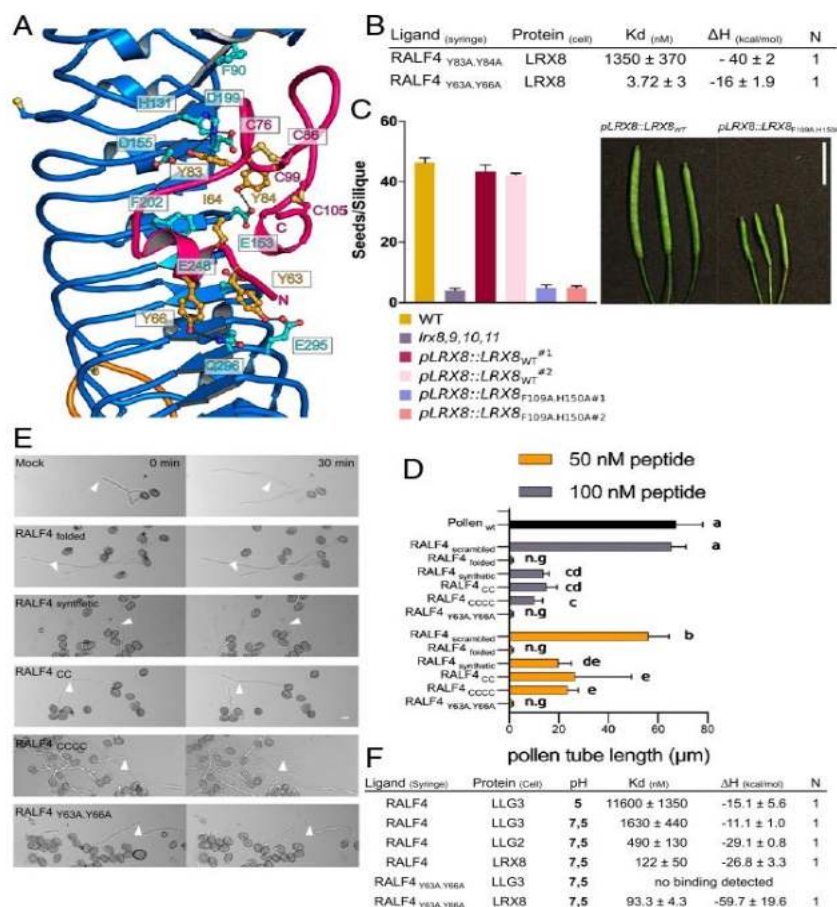 A
F90
H131
D199
C76
C86
D155
Y83
C99
Y84
F202
I64
C105
C
E153
E248
Y63
N
Y66
E295
Q296
B
Ligand (syringe) Protein (cell) Kd (nM) ΔH (kcal/mol) N
RALF4 Y83A.Y84A LRX8 1350 ± 370 - 40 ± 2 1
RALF4 Y63A.Y66A LRX8 3.72 ± 3 -16 ± 1.9 1
C
Seeds/Silique
60
40
20
0
WT
lrx8,9,10,11
pLRX8::LRX8WT#1
pLRX8::LRX8WT#2
pLRX8::LRX8F109A.H150A#1
pLRX8::LRX8F109A.H150A#2
pLRX8::LRX8WT
pLRX8::LRX8F109A.H150A
E
Mock 0 min 30 min
RALF4 folded
RALF4 synthetic
RALF4 CC
RALF4 CCCC
RALF4 Y63A.Y66A
D
50 nM peptide
100 nM peptide
Pollen wt a
RALF4 scrambled a
RALF4 folded n.g
RALF4 synthetic cd
RALF4 CC cd
RALF4 CCCC c
RALF4 Y63A.Y66A n.g
RALF4 scrambled b
RALF4 folded n.g
RALF4 synthetic de
RALF4 CC e
RALF4 CCCC e
RALF4 Y63A.Y66A n.g
0 20 40 60 80
pollen tube length (μm)
F
Ligand (Syringe) Protein (Cell) pH Kd (nM) ΔH (kcal/mol) N
RALF4 LLG3 5 11600 ± 1350 -15.1 ± 5.6 1
RALF4 LLG3 7,5 1630 ± 440 -11.1 ± 1.0 1
RALF4 LLG2 7,5 490 ± 130 -29.1 ± 0.8 1
RALF4 LRX8 7,5 122 ± 50 -26.8 ± 3.3 1
RALF4 Y63A.Y66A LLG3 7,5 no binding detected
RALF4 Y63A.Y66A LRX8 7,5 93.3 ± 4.3 -59.7 ± 19.6 1